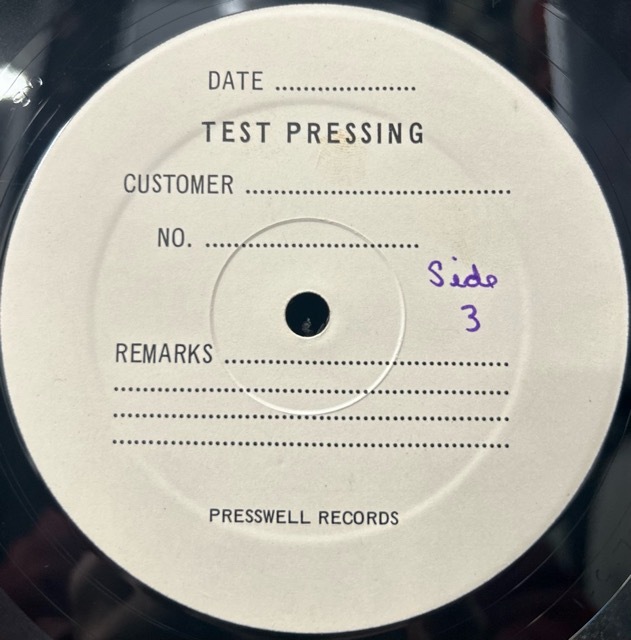 DATE ....................
TEST PRESSING
CUSTOMER ......................................
NO. ..............................
Side
3
REMARKS .........................................
.........................................................
.........................................................
.........................................................
PRESSWELL RECORDS